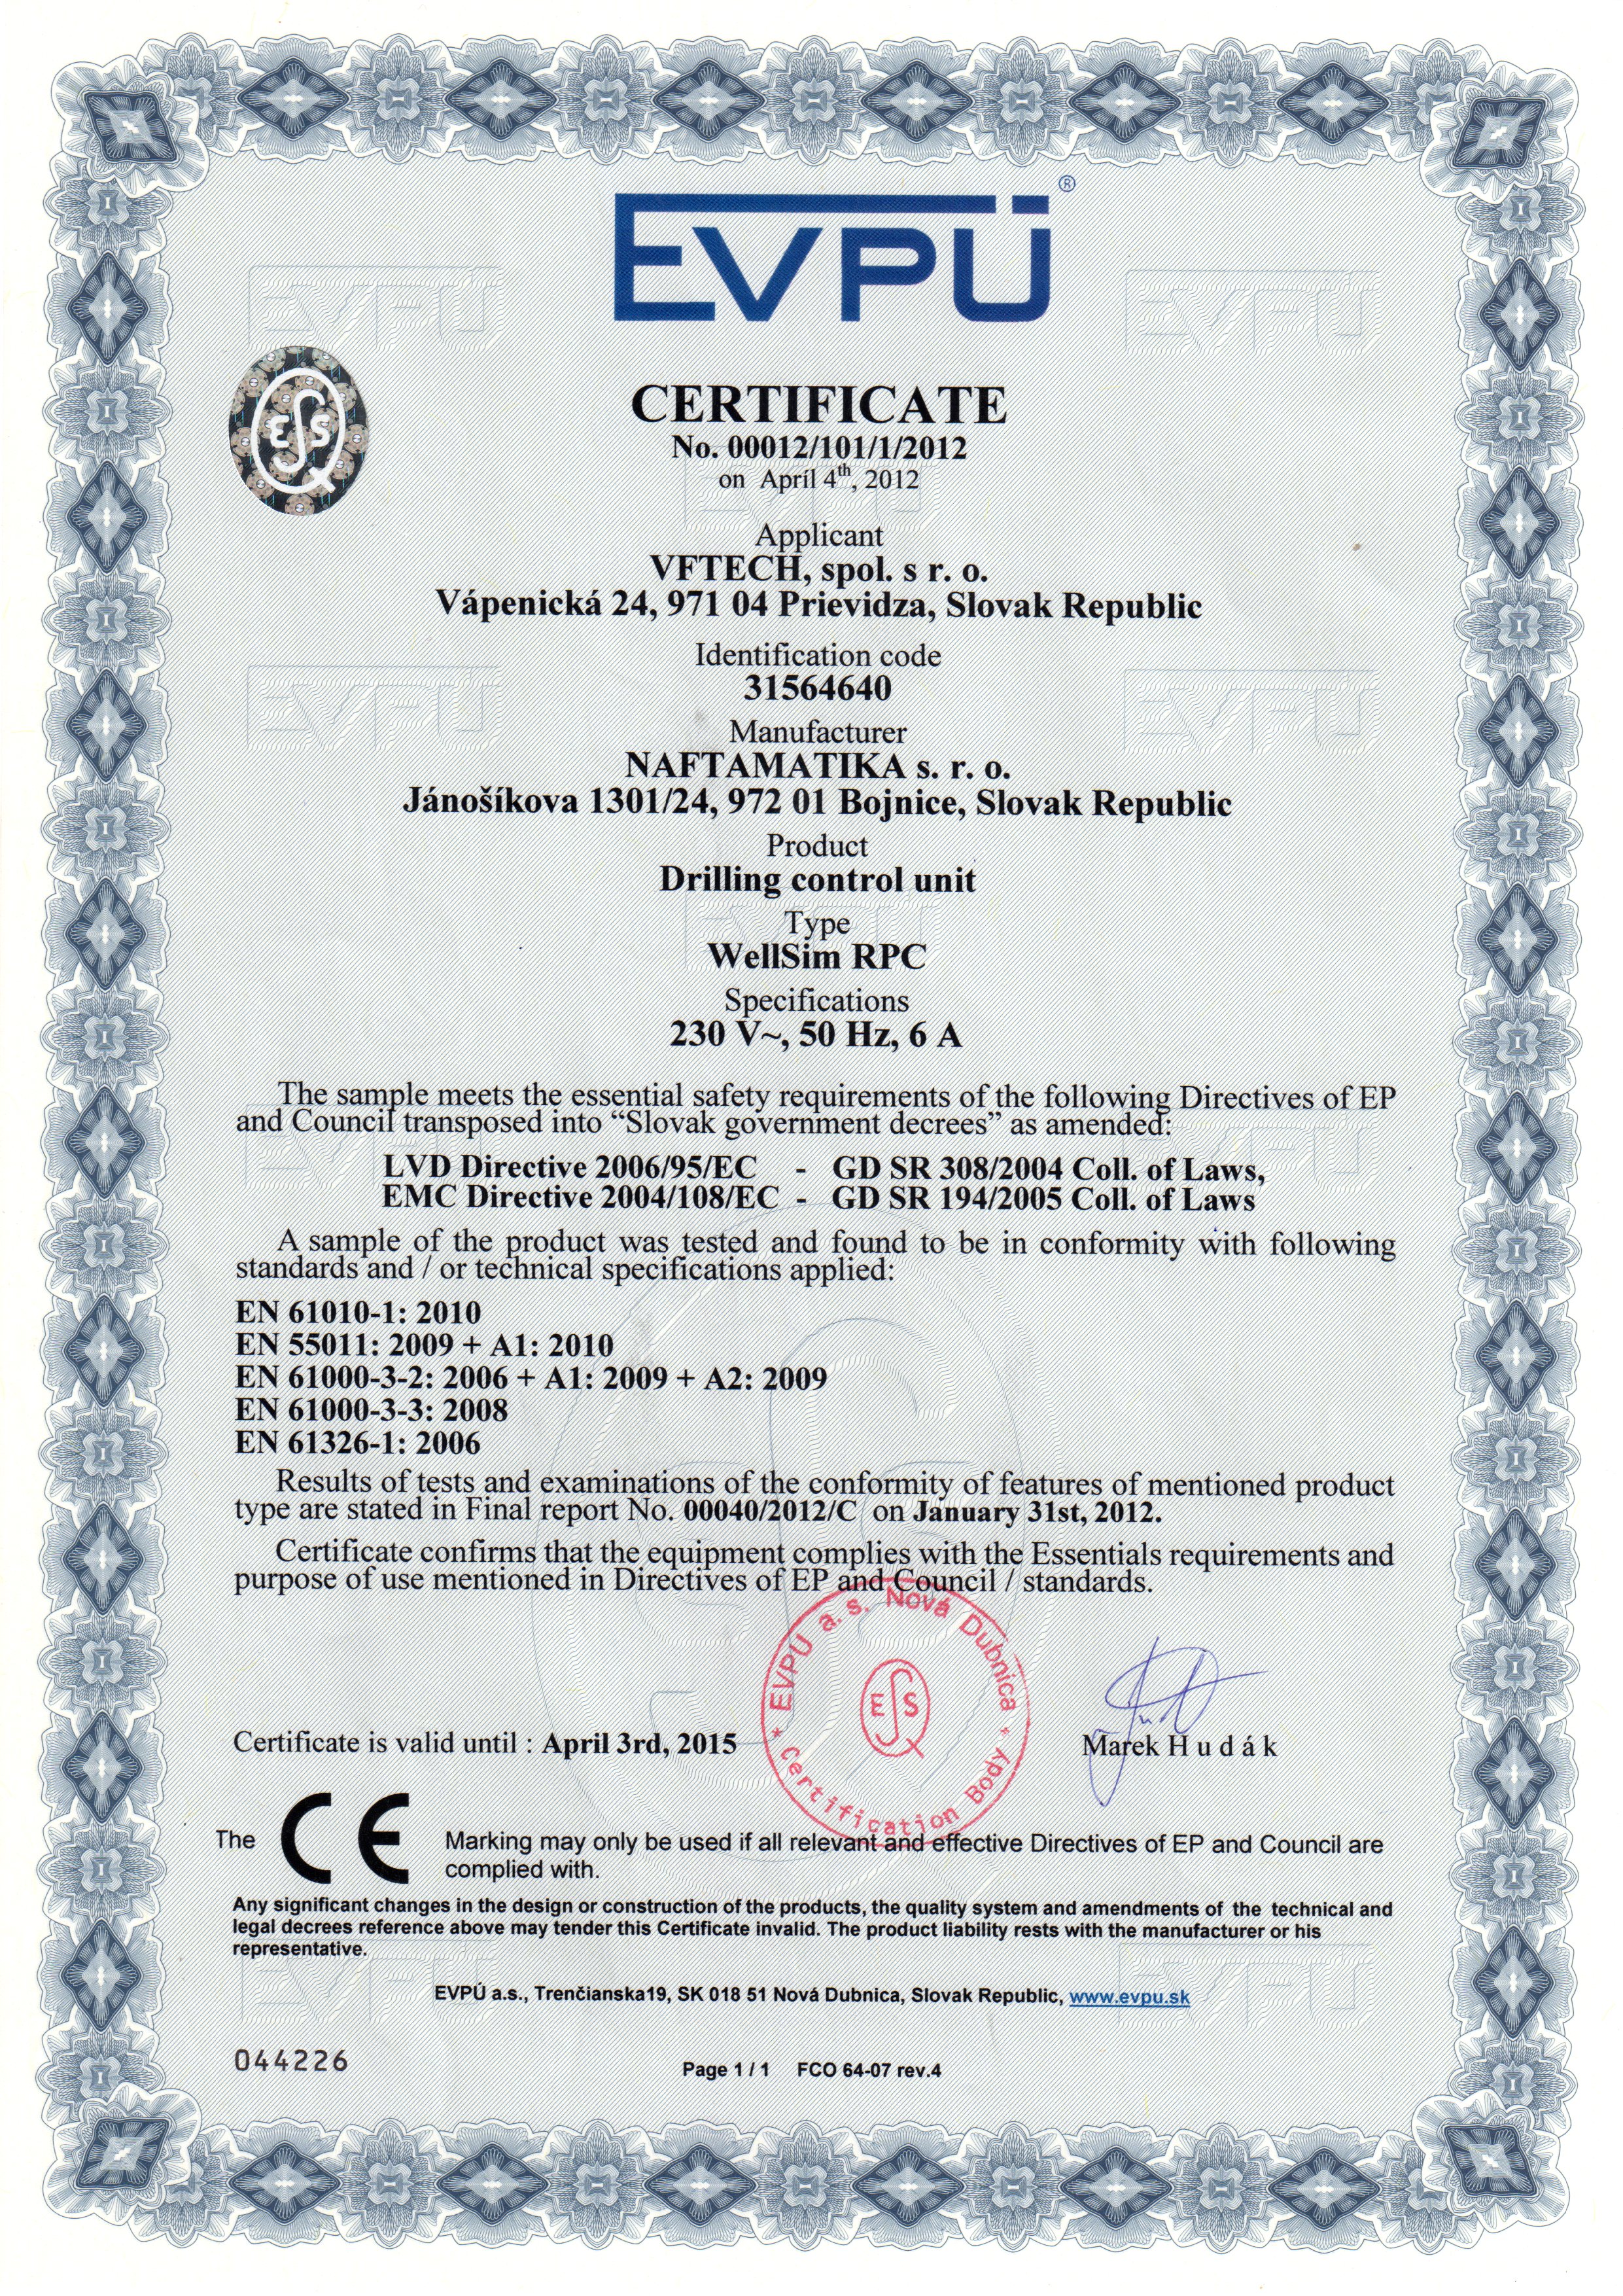 EVPÚ ®
ESQ
CERTIFICATE
No. 00012/101/1/2012
on Apríl 4th, 2012
Applicant
VFTECH, spol. s r. o.
Vápenická 24, 971 04 Prievidza, Slovak Republic
Identification code
31564640
Manufacturer
NAFTAMATIKA s. r. o.
Jánošíkova 1301/24, 972 01 Bojnice, Slovak Republic
Product
Drilling control unit
Type
WellSim RPC
Specifications
230 V~, 50 Hz, 6 A
The sample meets the essential safety requirements of the following Directives of EP
and Council transposed into “Slovak government decrees” as amended:
LVD Directive 2006/95/EC - GD SR 308/2004 Coll. of Laws,
EMC Directive 2004/108/EC - GD SR 194/2005 Coll. of Laws
A sample of the product was tested and found to be in conformity with following
standards and / or technical specifications applied:
EN 61010-1: 2010
EN 55011: 2009 + A1: 2010
EN 61000-3-2: 2006 + A1: 2009 + A2: 2009
EN 61000-3-3: 2008
EN 61326-1: 2006
Results of tests and examinations of the conformity of features of mentioned product
type are stated in Final report No. 00040/2012/C on January 31st, 2012.
Certificate confirms that the equipment complies with the Essentials requirements and
purpose of use mentioned in Directives of EP and Council / standards.
* EVPÚ a. s. Nová Dubnica * Certification Body
ESQ
Certificate is valid until : April 3rd, 2015
Marek H u d á k
The CE Marking may only be used if all relevant and effective Directives of EP and Council are
complied with.
Any significant changes in the design or construction of the products, the quality system and amendments of the technical and
legal decrees reference above may tender this Certificate invalid. The product liability rests with the manufacturer or his
representative.
EVPÚ a.s., Trenčianska19, SK 018 51 Nová Dubnica, Slovak Republic, www.evpu.sk
044226
Page 1 / 1 FCO 64-07 rev.4